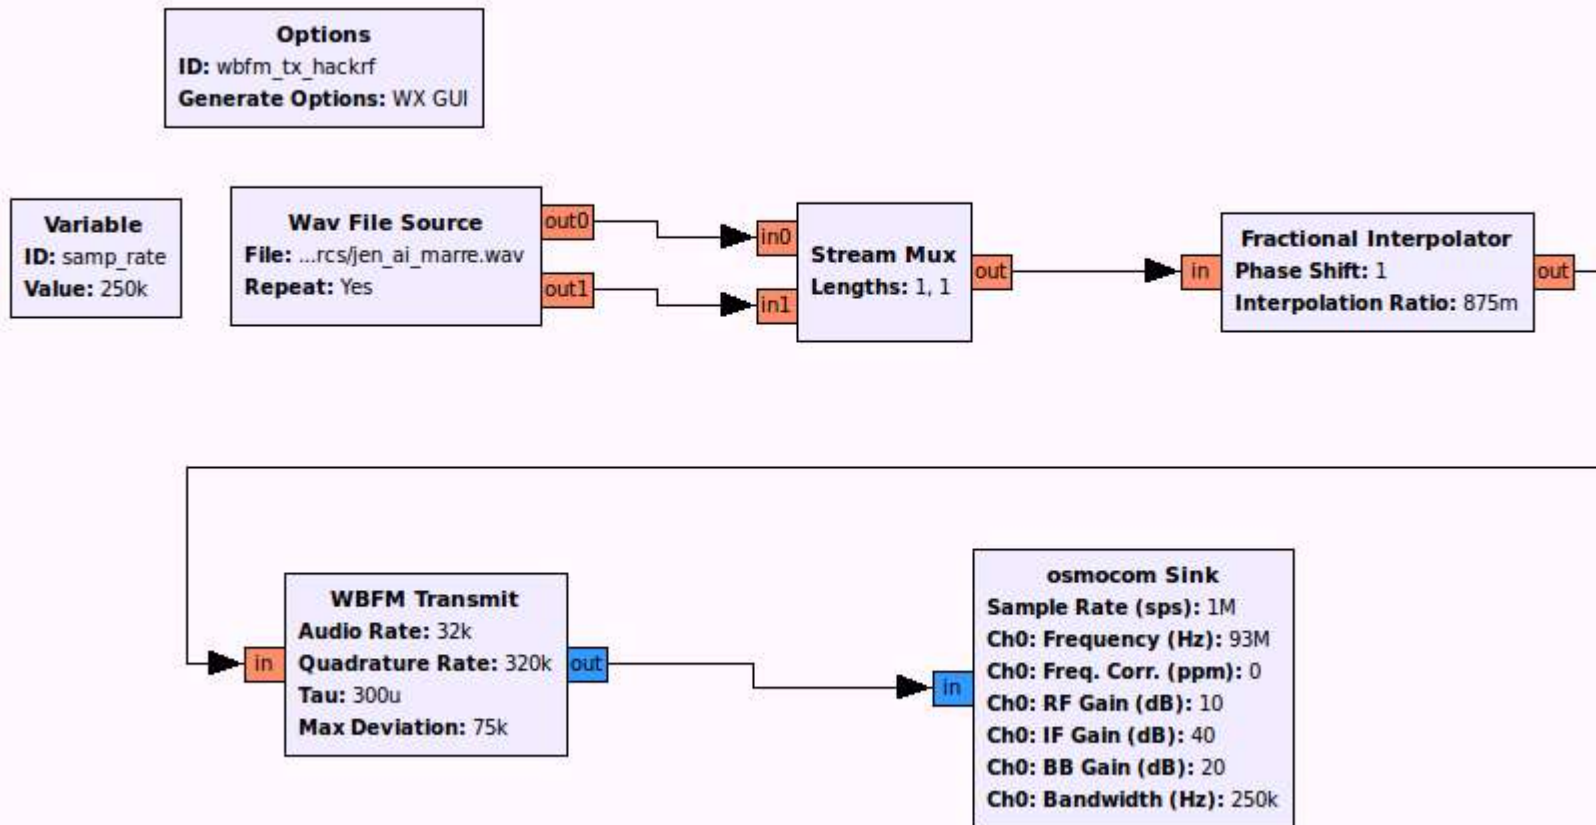 Options
ID: wbfm_tx_hackrf
Generate Options: WX GUI
Variable
ID: samp_rate
Value: 250k
Wav File Source
File: ...rcs/jen_ai_marre.wav
Repeat: Yes
out0
out1
in0
in1
Stream Mux
Lengths: 1, 1
out
in
Fractional Interpolator
Phase Shift: 1
Interpolation Ratio: 875m
out
in
WBFM Transmit
Audio Rate: 32k
Quadrature Rate: 320k
Tau: 300u
Max Deviation: 75k
out
in
osmocom Sink
Sample Rate (sps): 1M
Ch0: Frequency (Hz): 93M
Ch0: Freq. Corr. (ppm): 0
Ch0: RF Gain (dB): 10
Ch0: IF Gain (dB): 40
Ch0: BB Gain (dB): 20
Ch0: Bandwidth (Hz): 250k